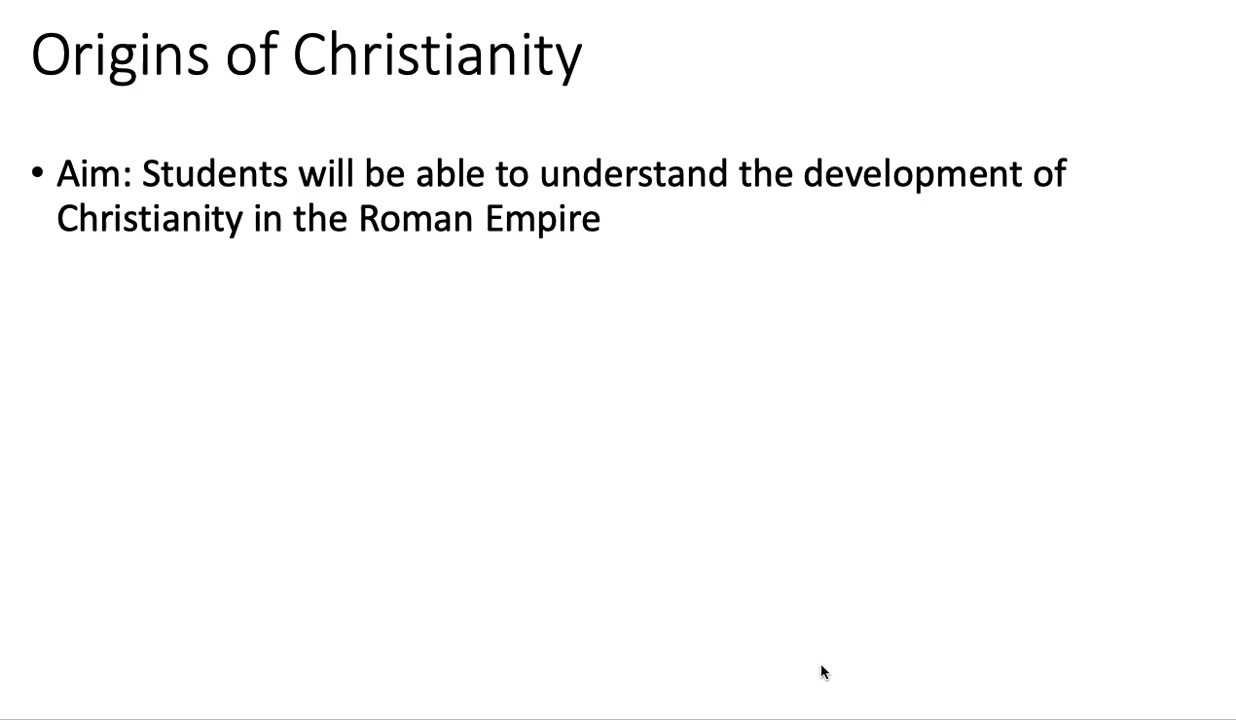 Origins of Christianity
• Aim: Students will be able to understand the development of
Christianity in the Roman Empire